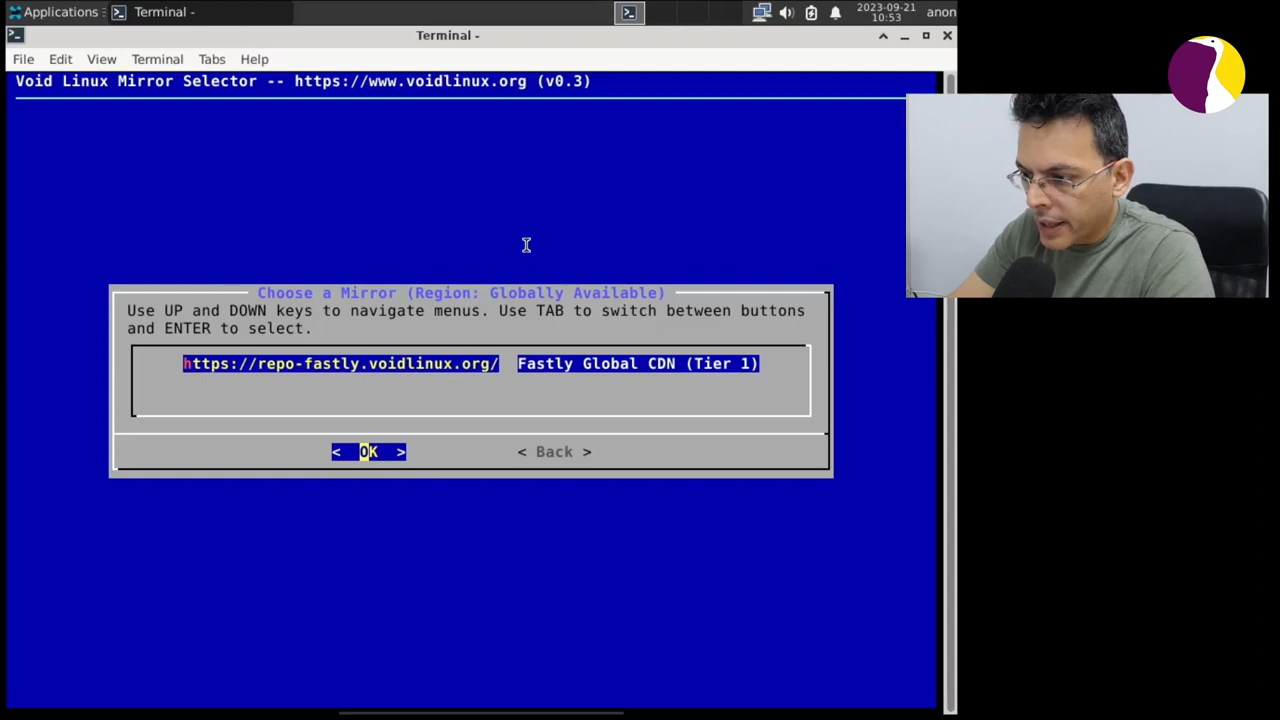 Applications
Terminal -
2023-09-21
10:53
anon
Terminal -
File Edit View Terminal Tabs Help
Void Linux Mirror Selector -- https://www.voidlinux.org (v0.3)
Choose a Mirror (Region: Globally Available)
Use UP and DOWN keys to navigate menus. Use TAB to switch between buttons
and ENTER to select.
https://repo-fastly.voidlinux.org/ Fastly Global CDN (Tier 1)
< OK > < Back >